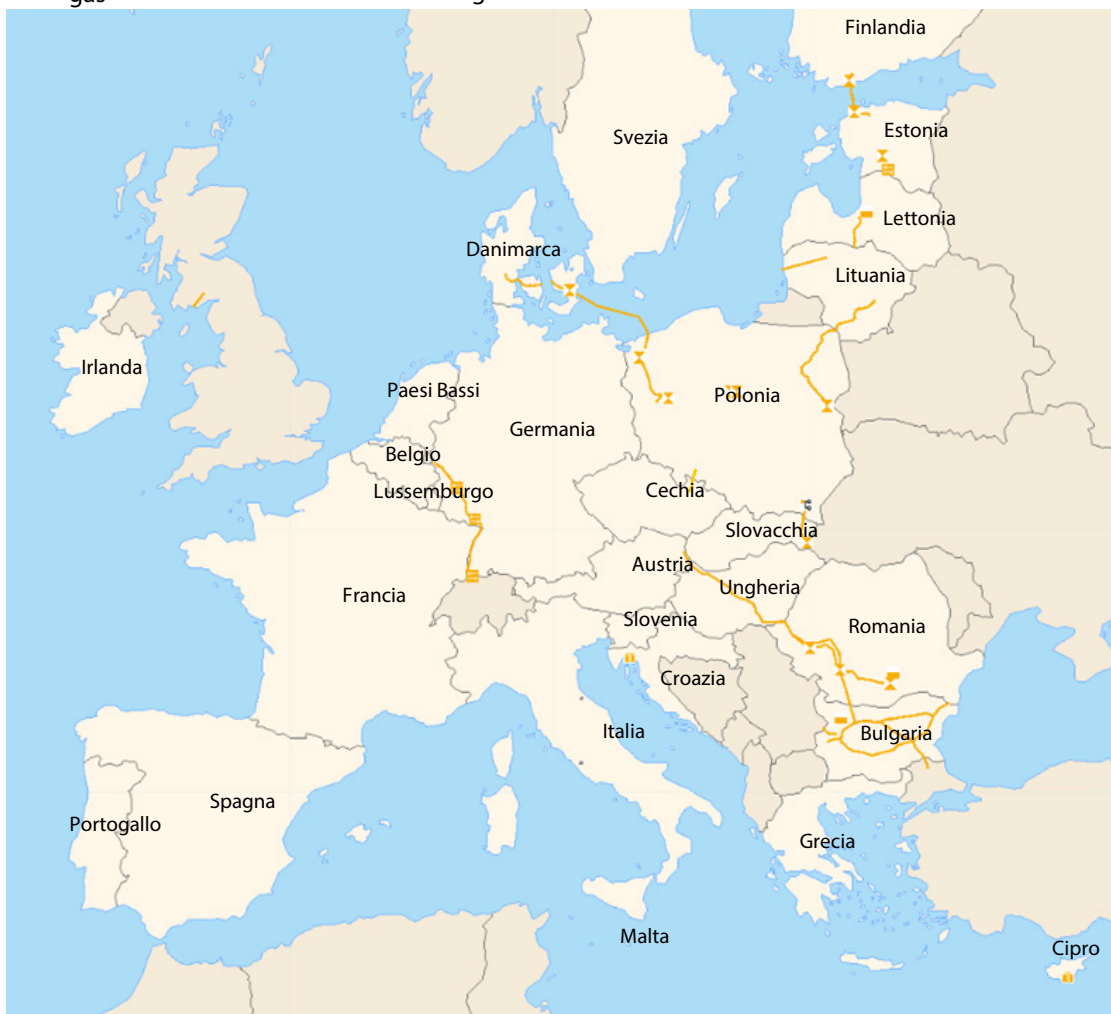 Finlandia
Svezia
Estonia
Lettonia
Danimarca
Lituania
Irlanda
Paesi Bassi
Polonia
Germania
Belgio
Lussemburgo
Cechia
Slovacchia
Austria
Ungheria
Francia
Slovenia
Romania
Croazia
Italia
Bulgaria
Spagna
Portogallo
Grecia
Malta
Cipro